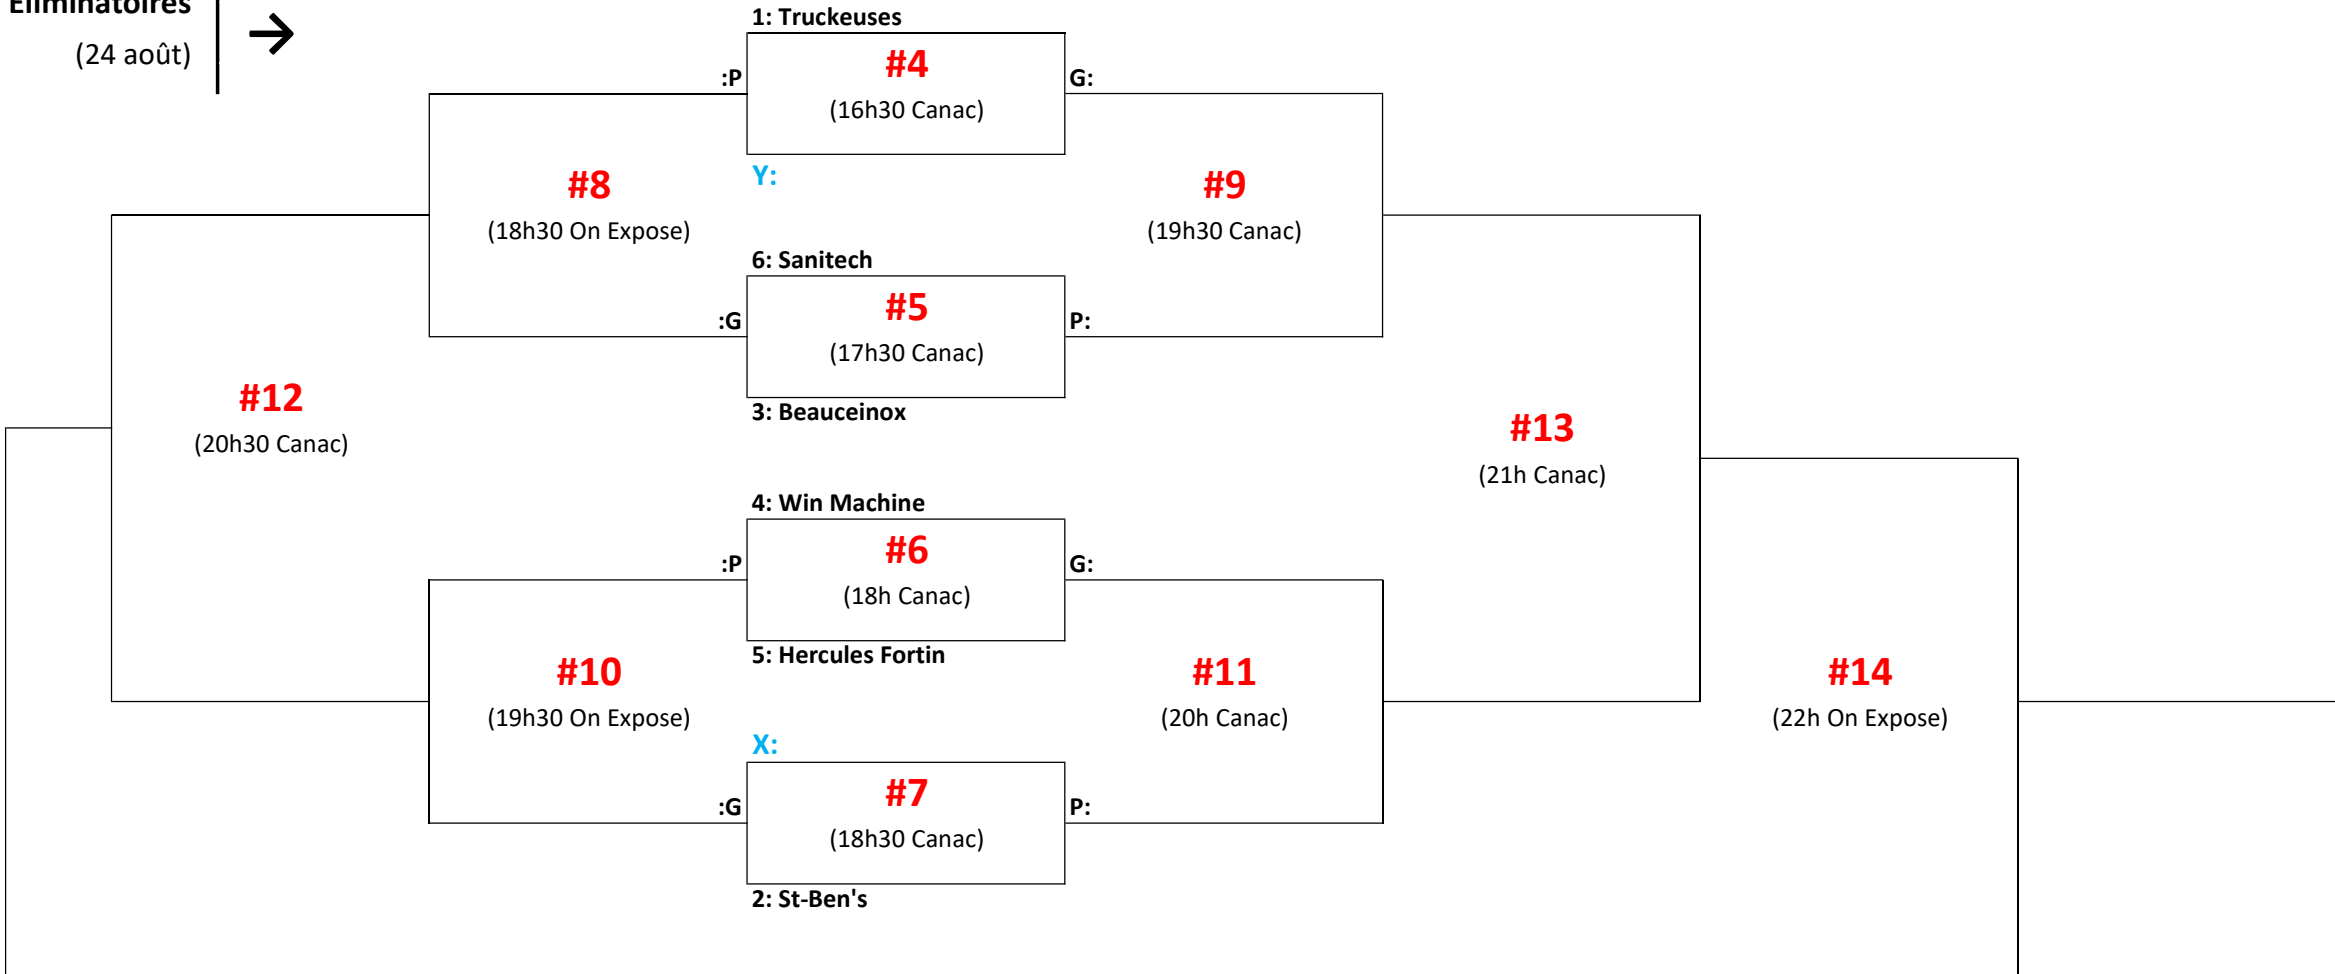 Éliminatoires
(24 août)
→
1: Truckeuses
:P
#4
G:
(16h30 Canac)
Y:
#8
(18h30 On Expose)
#9
(19h30 Canac)
6: Sanitech
:G
#5
P:
(17h30 Canac)
3: Beauceinox
#12
(20h30 Canac)
#13
(21h Canac)
4: Win Machine
:P
#6
G:
(18h Canac)
5: Hercules Fortin
#10
(19h30 On Expose)
#11
(20h Canac)
#14
(22h On Expose)
X:
:G
#7
P:
(18h30 Canac)
2: St-Ben's